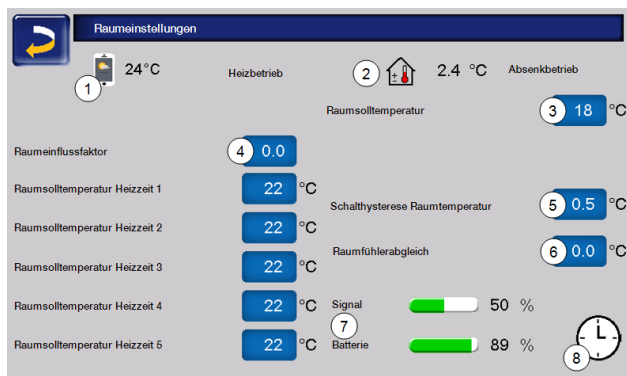 Raumeinstellungen
1 24°C Heizbetrieb 2 2.4 °C Absenkbetrieb
Raumsolltemperatur 3 18 °C
Raumeinflussfaktor 4 0.0
Raumsolltemperatur Heizzeit 1 22 °C
Schalthysterese Raumtemperatur 5 0.5 °C
Raumsolltemperatur Heizzeit 2 22 °C
Raumfühlerabgleich 6 0.0 °C
Raumsolltemperatur Heizzeit 3 22 °C
Raumsolltemperatur Heizzeit 4 22 °C
Signal 50 %
7
Raumsolltemperatur Heizzeit 5 22 °C
Batterie 89 %
8